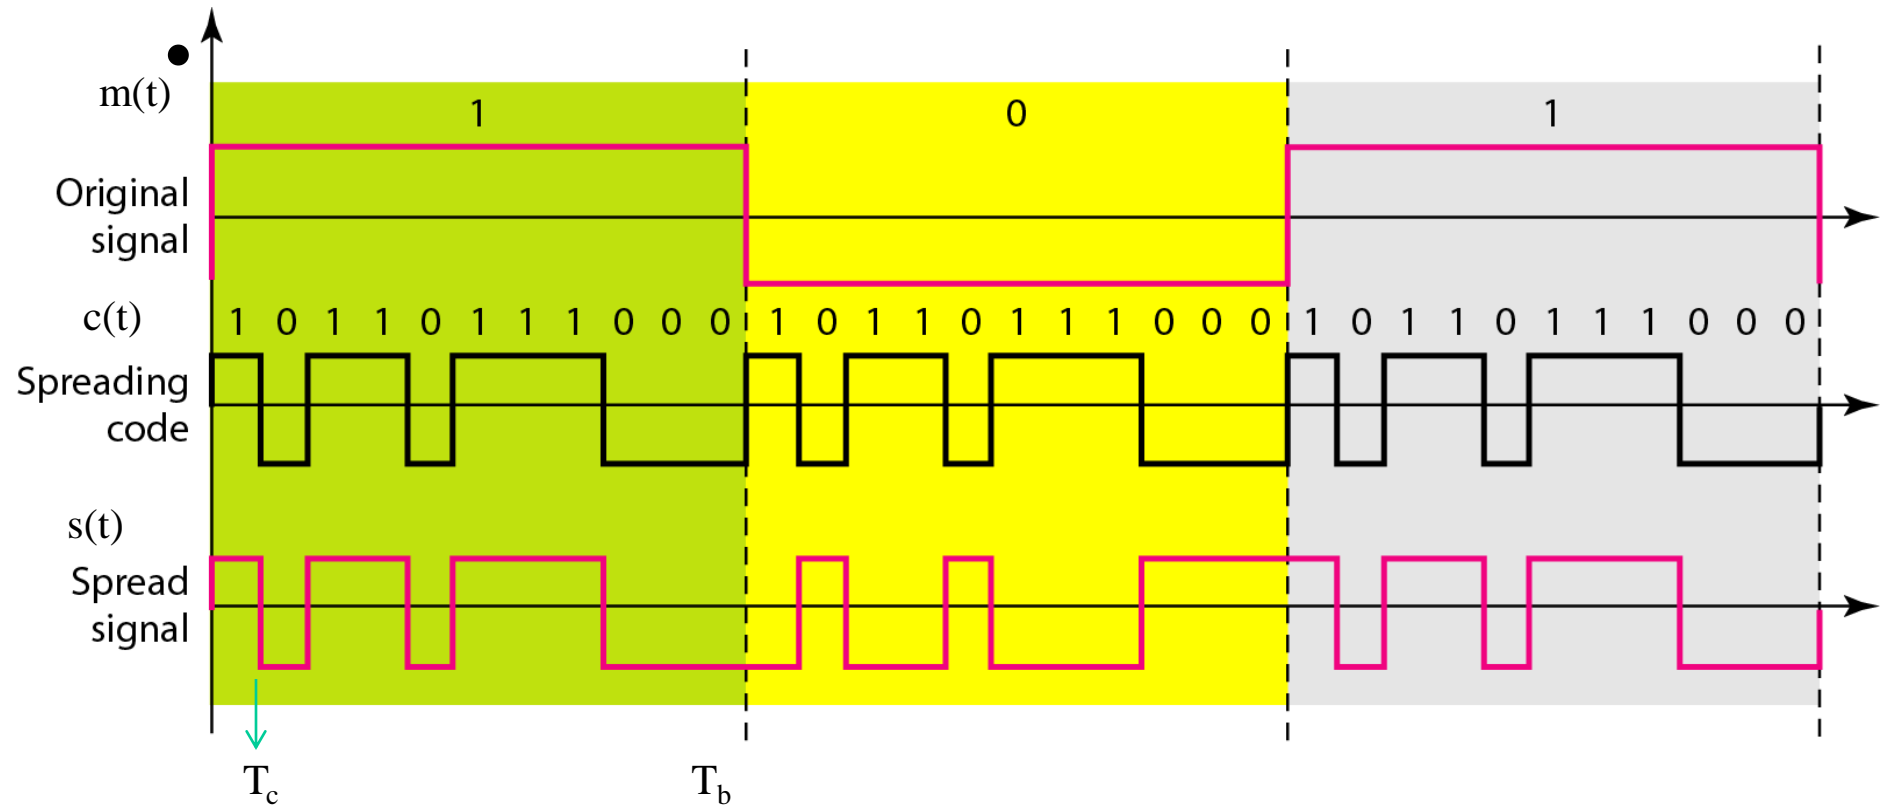 m(t)
1 0 1
Original
signal
c(t) 1 0 1 1 0 1 1 1 0 0 0 1 0 1 1 0 1 1 1 0 0 0 1 0 1 1 0 1 1 1 0 0 0
Spreading
code
s(t)
Spread
signal
Tc Tb